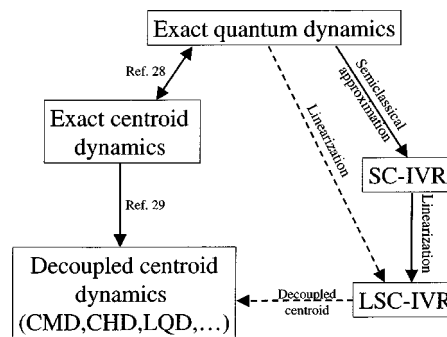 Exact quantum dynamics
Ref. 28
Semiclassical
approximation
Linearization
Exact centroid
dynamics
SC-IVR
Ref. 29
Linearization
Decoupled centroid
dynamics
(CMD,CHD,LQD,...)
Decoupled
centroid
LSC-IVR